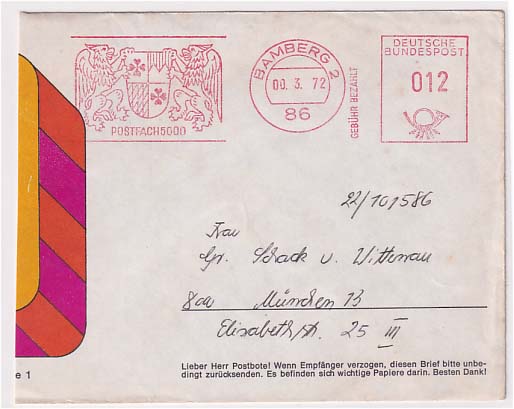 POSTFACH 5000
BAMBERG 2
00. 3. 72
86
GEBÜHR BEZAHLT
DEUTSCHE
BUNDESPOST
012
22/101586
Frau
Gr. Schack v. Wittenau
8000 München 13
Elisabethstr. 25 III
Lieber Herr Postbote! Wenn Empfänger verzogen, diesen Brief bitte unbe-
dingt zurücksenden. Es befinden sich wichtige Papiere darin. Besten Dank!
e 1